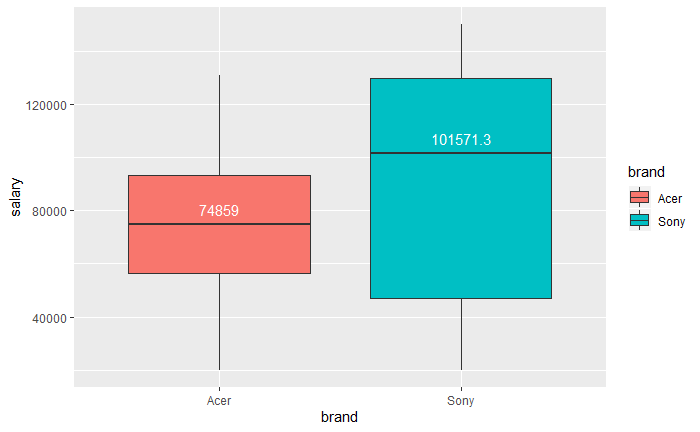 salary
120000
80000
40000
74859
101571.3
Acer
Sony
brand
brand
Acer
Sony